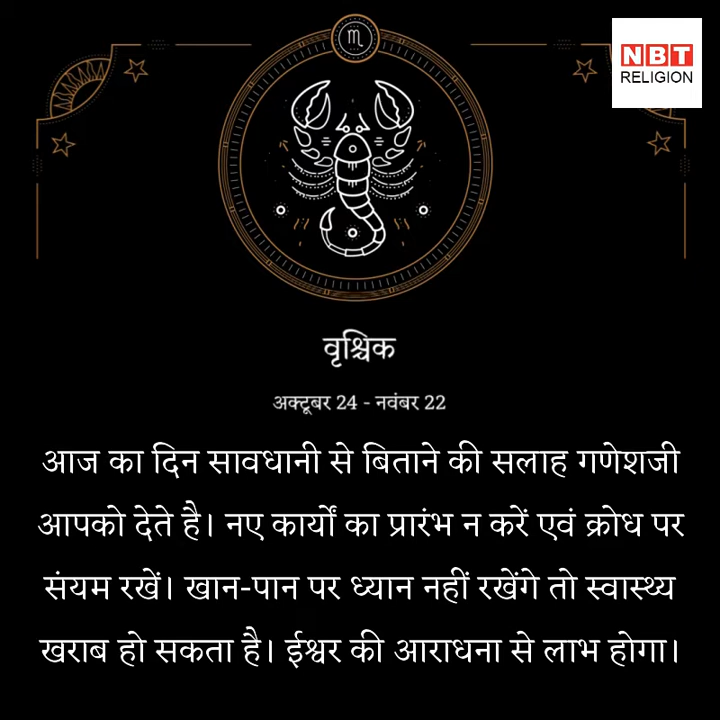 ♏
NBT
RELIGION
वृश्चिक
अक्टूबर 24 - नवंबर 22
आज का दिन सावधानी से बिताने की सलाह गणेशजी
आपको देते है। नए कार्यों का प्रारंभ न करें एवं क्रोध पर
संयम रखें। खान-पान पर ध्यान नहीं रखेंगे तो स्वास्थ्य
खराब हो सकता है। ईश्वर की आराधना से लाभ होगा।